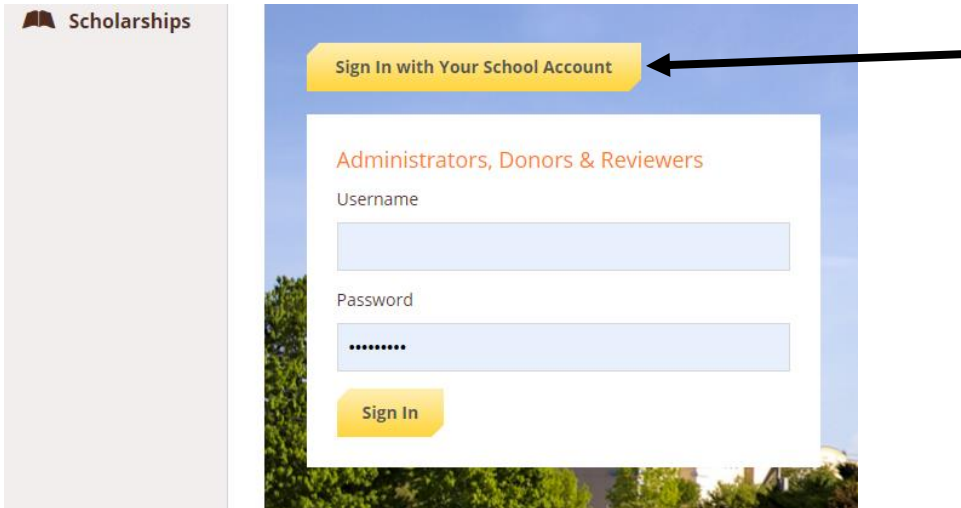 Scholarships
Sign In with Your School Account
Administrators, Donors & Reviewers
Username
Password
•••••••••
Sign In